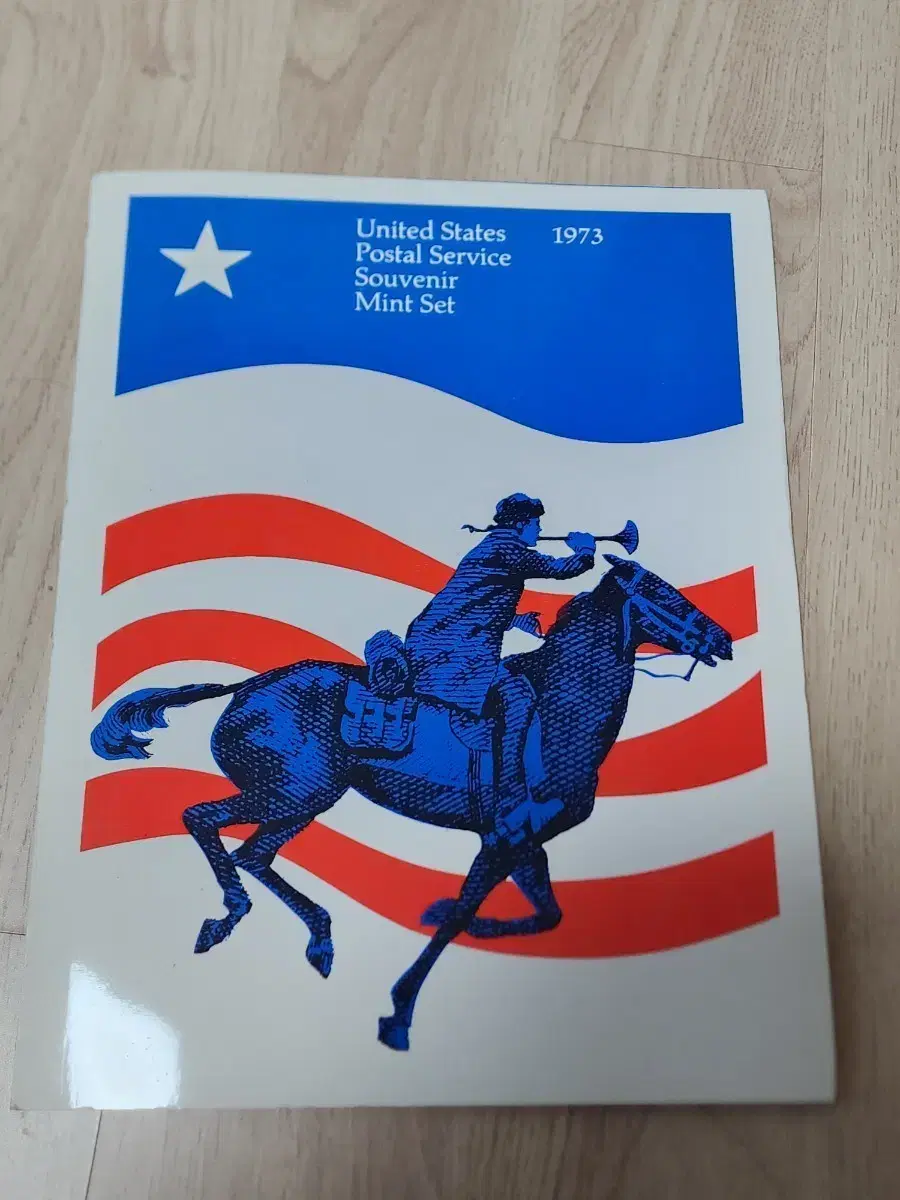 United States 1973
Postal Service
Souvenir
Mint Set